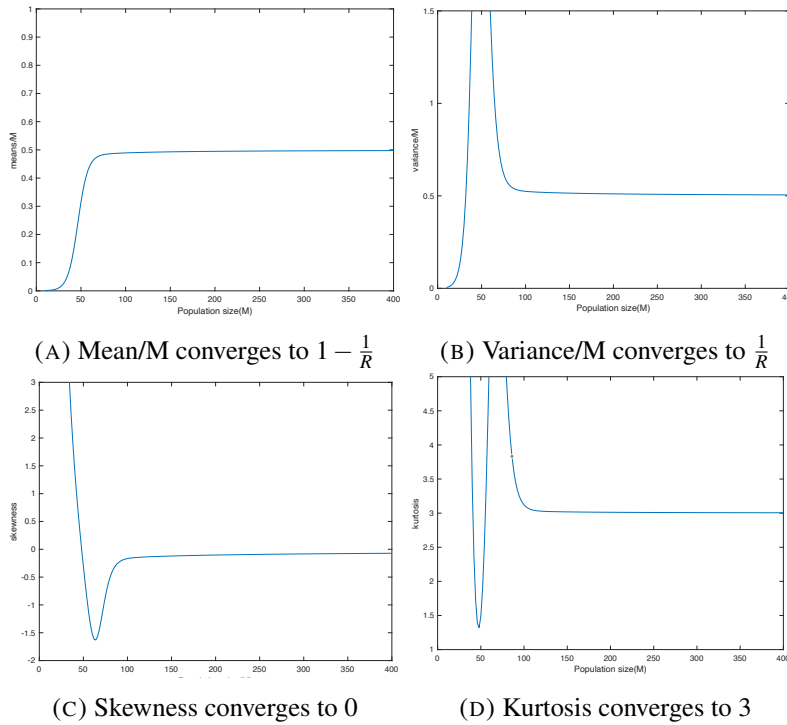 1
0.9
0.8
0.7
0.6
0.5
0.4
0.3
0.2
0.1
0
means/M
0 50 100 150 200 250 300 350 400
Population size(M)
1.5
1
0.5
0
variance/M
0 50 100 150 200 250 300 350 40
Population size(M)
(A) Mean/M converges to 1 − 1/R
(B) Variance/M converges to 1/R
3
2.5
2
1.5
1
0.5
0
-0.5
-1
-1.5
-2
skewness
0 50 100 150 200 250 300 350 400
5
4.5
4
3.5
3
2.5
2
1.5
1
kurtosis
0 50 100 150 200 250 300 350 400
Population size(M)
(C) Skewness converges to 0
(D) Kurtosis converges to 3